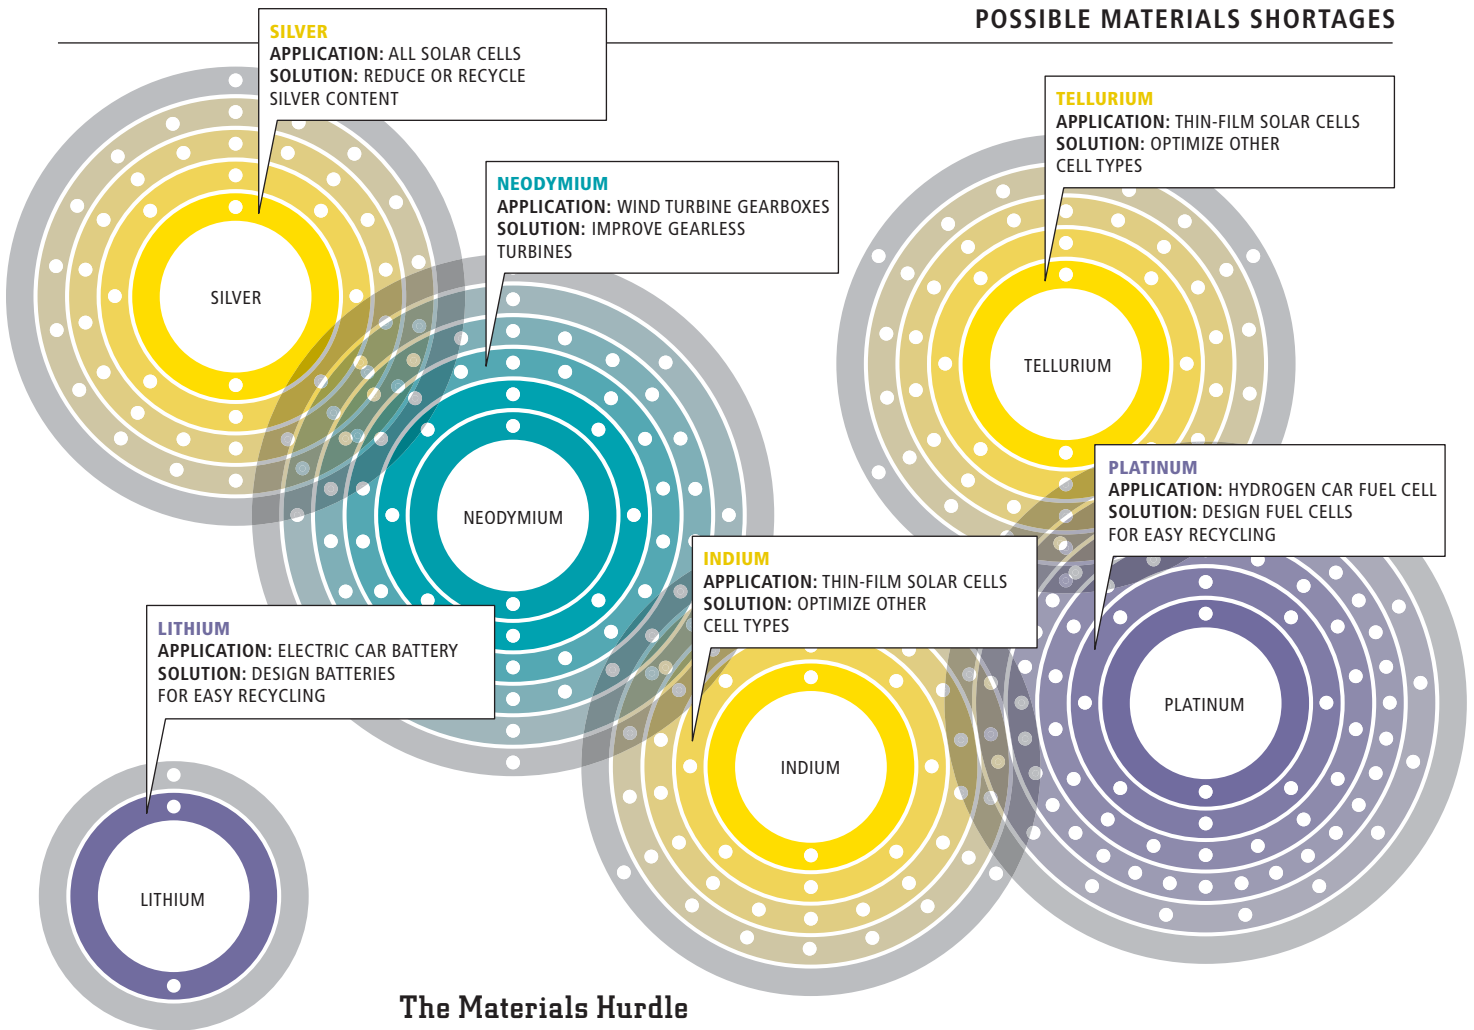 POSSIBLE MATERIALS SHORTAGES
SILVER
APPLICATION: ALL SOLAR CELLS
SOLUTION: REDUCE OR RECYCLE
SILVER CONTENT
TELLURIUM
APPLICATION: THIN-FILM SOLAR CELLS
SOLUTION: OPTIMIZE OTHER
CELL TYPES
NEODYMIUM
APPLICATION: WIND TURBINE GEARBOXES
SOLUTION: IMPROVE GEARLESS
TURBINES
SILVER
TELLURIUM
PLATINUM
APPLICATION: HYDROGEN CAR FUEL CELL
SOLUTION: DESIGN FUEL CELLS
FOR EASY RECYCLING
NEODYMIUM
INDIUM
APPLICATION: THIN-FILM SOLAR CELLS
SOLUTION: OPTIMIZE OTHER
CELL TYPES
LITHIUM
APPLICATION: ELECTRIC CAR BATTERY
SOLUTION: DESIGN BATTERIES
FOR EASY RECYCLING
PLATINUM
INDIUM
LITHIUM
The Materials Hurdle